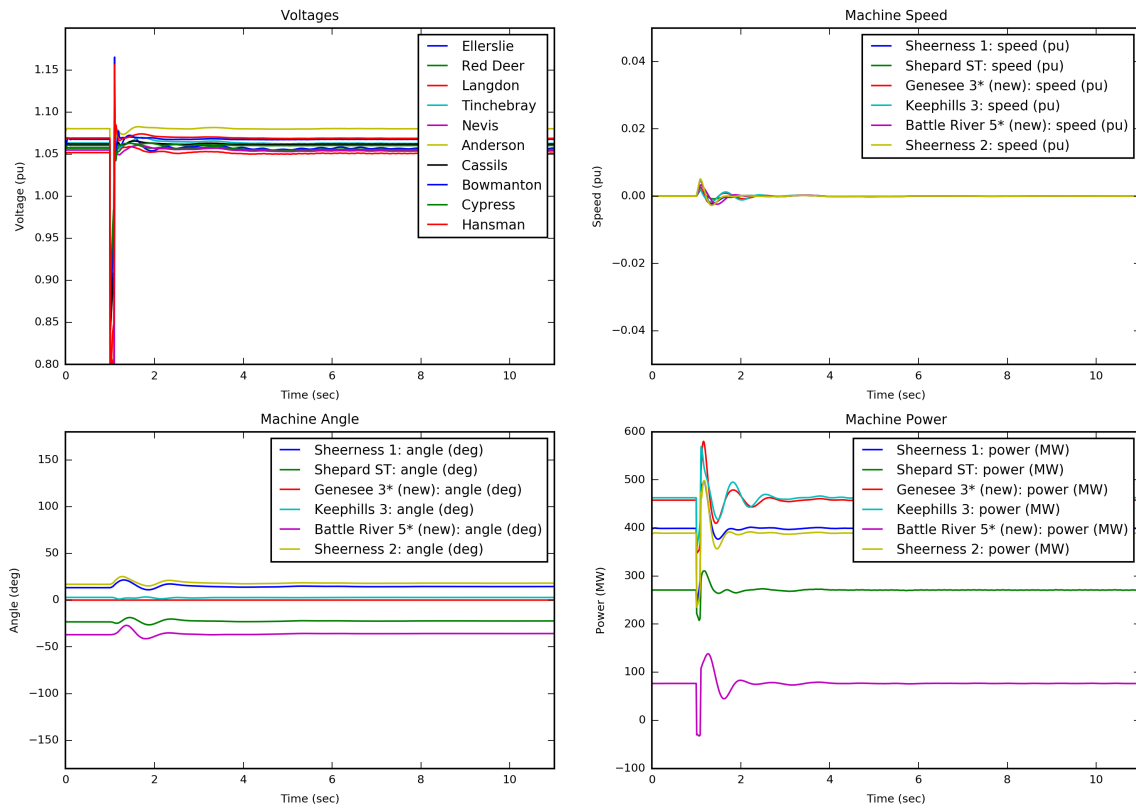 Voltages
1.15
1.10
1.05
1.00
0.95
0.90
0.85
0.80
Voltage (pu)
Ellerslie
Red Deer
Langdon
Tinchebray
Nevis
Anderson
Cassils
Bowmanton
Cypress
Hansman
0 2 4 6 8 10
Time (sec)
Machine Speed
0.04
0.02
0.00
−0.02
−0.04
Speed (pu)
Sheerness 1: speed (pu)
Shepard ST: speed (pu)
Genesee 3* (new): speed (pu)
Keephills 3: speed (pu)
Battle River 5* (new): speed (pu)
Sheerness 2: speed (pu)
0 2 4 6 8 10
Time (sec)
Machine Angle
150
100
50
0
−50
−100
−150
Angle (deg)
Sheerness 1: angle (deg)
Shepard ST: angle (deg)
Genesee 3* (new): angle (deg)
Keephills 3: angle (deg)
Battle River 5* (new): angle (deg)
Sheerness 2: angle (deg)
0 2 4 6 8 10
Time (sec)
Machine Power
600
500
400
300
200
100
0
−100
Power (MW)
Sheerness 1: power (MW)
Shepard ST: power (MW)
Genesee 3* (new): power (MW)
Keephills 3: power (MW)
Battle River 5* (new): power (MW)
Sheerness 2: power (MW)
0 2 4 6 8 10
Time (sec)